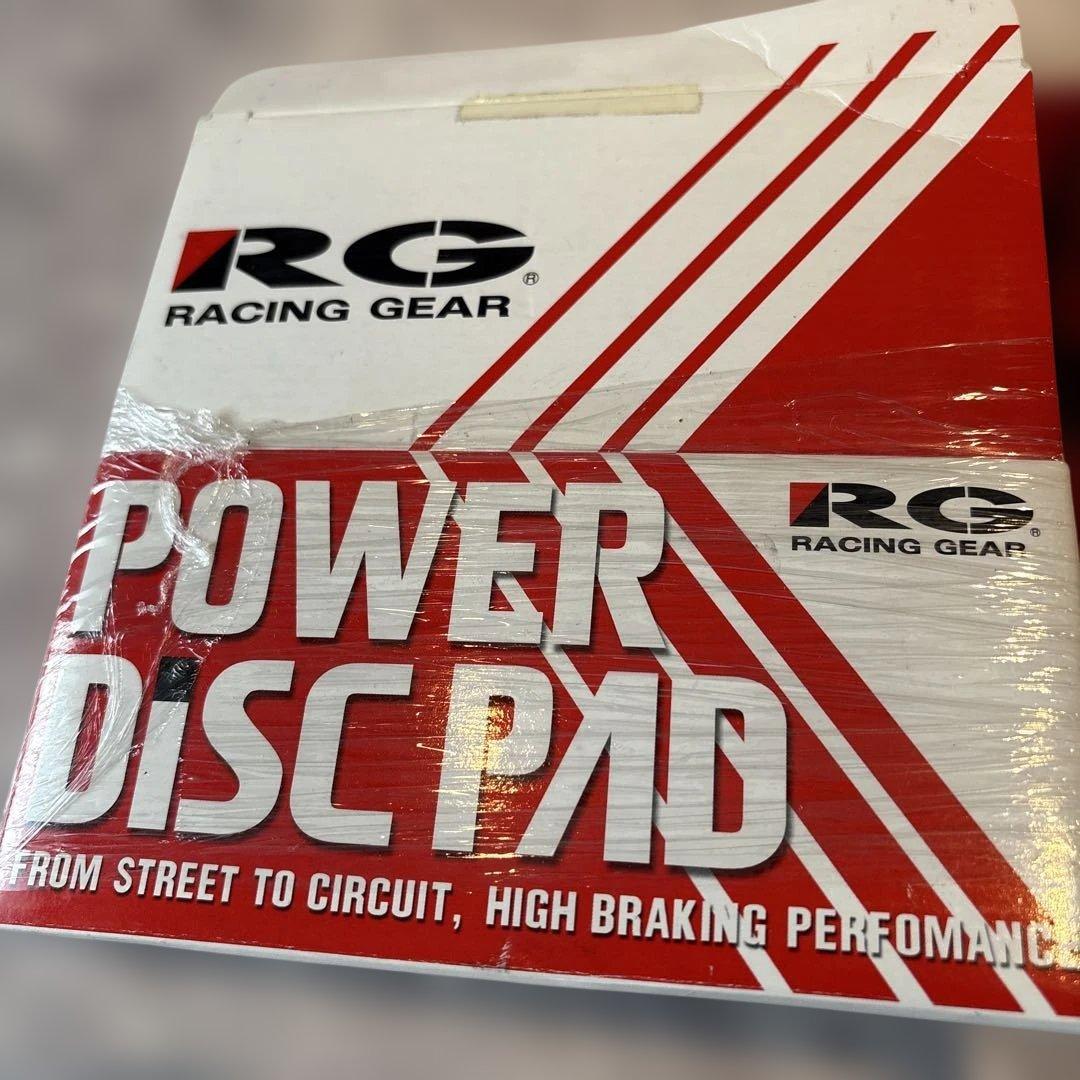 RG®
RACING GEAR
RG®
RACING GEAR
POWER
DiSC PAD
FROM STREET TO CIRCUIT, HIGH BRAKING PERFOMANC